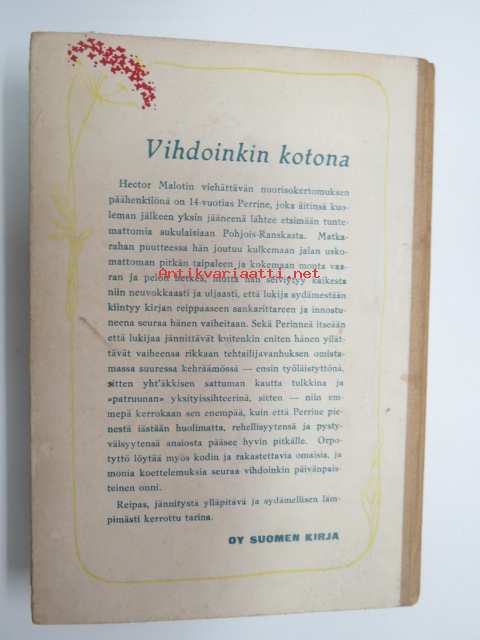 Vihdoinkin kotona
Hector Malotin viehättävän nuorisokertomuksen
päähenkilönä on 14-vuotias Perrine, joka äitinsä kuo-
leman jälkeen yksin jääneenä lähtee etsimään tunte-
mattomia sukulaisiaan Pohjois-Ranskasta. Matka-
rahan puutteessa hän joutuu kulkemaan jalan usko-
mattoman pitkän taipaleen ja kokemaan monta vaa-
ran ja pelon hetkeä, mutta hän selviytyy kaikesta
Antikvariaatti.net
niin neuvokkaasti ja uljaasti, että lukija sydämestään
kiintyy kirjan reippaaseen sankarittareen ja innostu-
neena seuraa hänen vaiheitaan. Sekä Perinneä itseään
että lukijaa jännittävät kuitenkin eniten hänen yllät-
tävät vaiheensa rikkaan tehtailijavanhuksen omista-
massa suuressa kehräämössä — ensin työläistyttönä,
sitten yht'äkkisen sattuman kautta tulkkina ja
»patruunan» yksityissihteerinä, sitten — niin em-
mepä kerrokaan sen enempää, kuin että Perrine pie-
nestä iästään huolimatta, rehellisyytensä ja pysty-
väisyytensä ansiosta pääsee hyvin pitkälle. Orpo-
tyttö löytää myös kodin ja rakastettavia omaisia, ja
monia koettelemuksia seuraa vihdoinkin päivänpais-
teinen onni.
Reipas, jännitystä ylläpitävä ja sydämellisen läm-
pimästi kerrottu tarina.
OY SUOMEN KIRJA